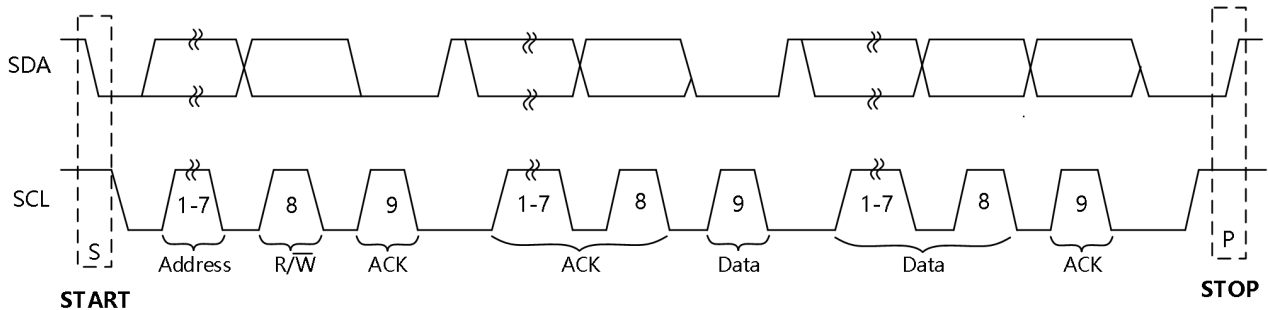 SDA
SCL
1-7 8 9 1-7 8 9 1-7 8 9
S P
Address R/W̅ ACK ACK Data Data ACK
START STOP